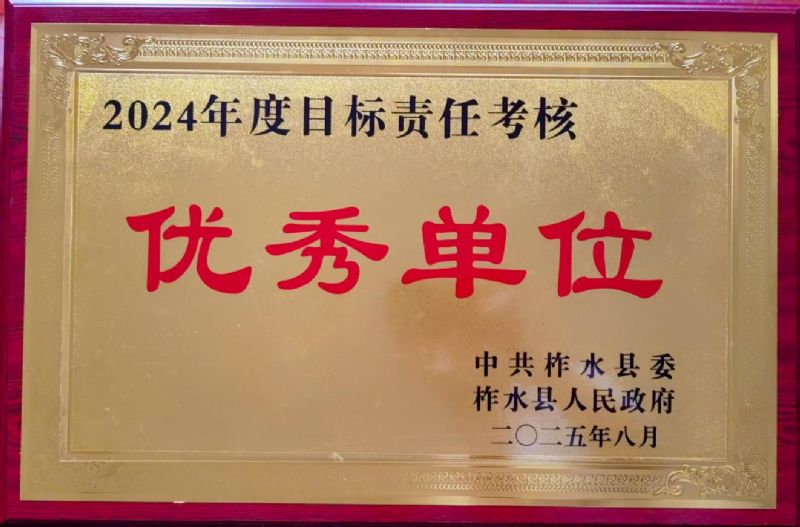 2024年度目标责任考核
优秀单位
中共柞水县委
柞水县人民政府
二〇二五年八月